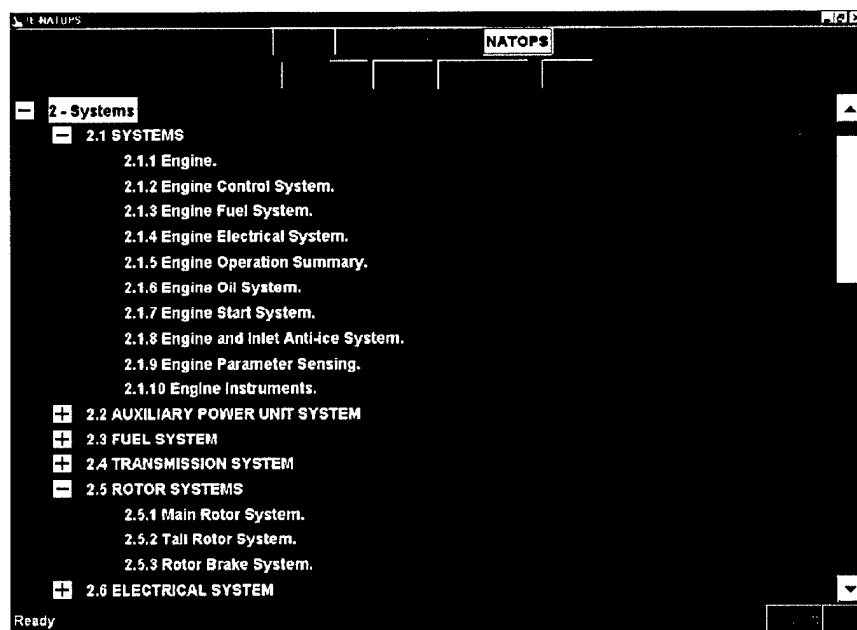 IE-NATOPS
NATOPS
2 - Systems
2.1 SYSTEMS
2.1.1 Engine.
2.1.2 Engine Control System.
2.1.3 Engine Fuel System.
2.1.4 Engine Electrical System.
2.1.5 Engine Operation Summary.
2.1.6 Engine Oil System.
2.1.7 Engine Start System.
2.1.8 Engine and Inlet Anti-ice System.
2.1.9 Engine Parameter Sensing.
2.1.10 Engine Instruments.
2.2 AUXILIARY POWER UNIT SYSTEM
2.3 FUEL SYSTEM
2.4 TRANSMISSION SYSTEM
2.5 ROTOR SYSTEMS
2.5.1 Main Rotor System.
2.5.2 Tail Rotor System.
2.5.3 Rotor Brake System.
2.6 ELECTRICAL SYSTEM
Ready